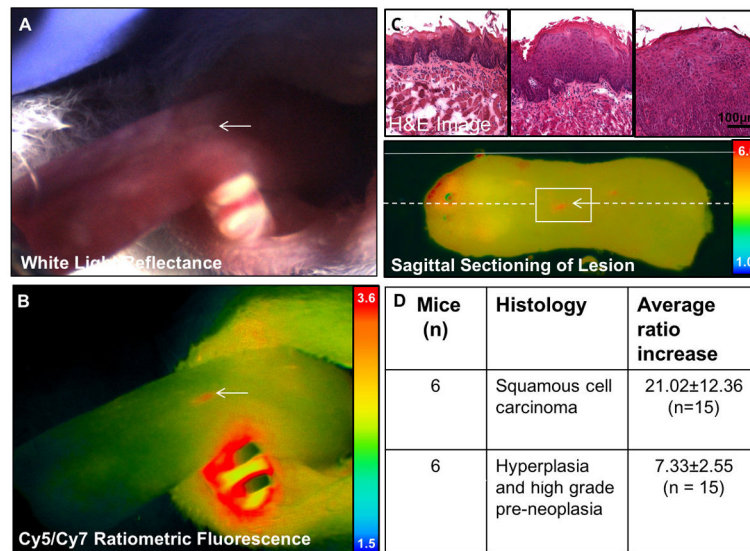 A
White Light Reflectance
B
3.6
1.5
Cy5/Cy7 Ratiometric Fluorescence
C
H&E Image
100µm
6.0
1.0
Sagittal Sectioning of Lesion
D
Mice (n)
Histology
Average ratio increase
6
Squamous cell carcinoma
21.02±12.36 (n=15)
6
Hyperplasia and high grade pre-neoplasia
7.33±2.55 (n = 15)